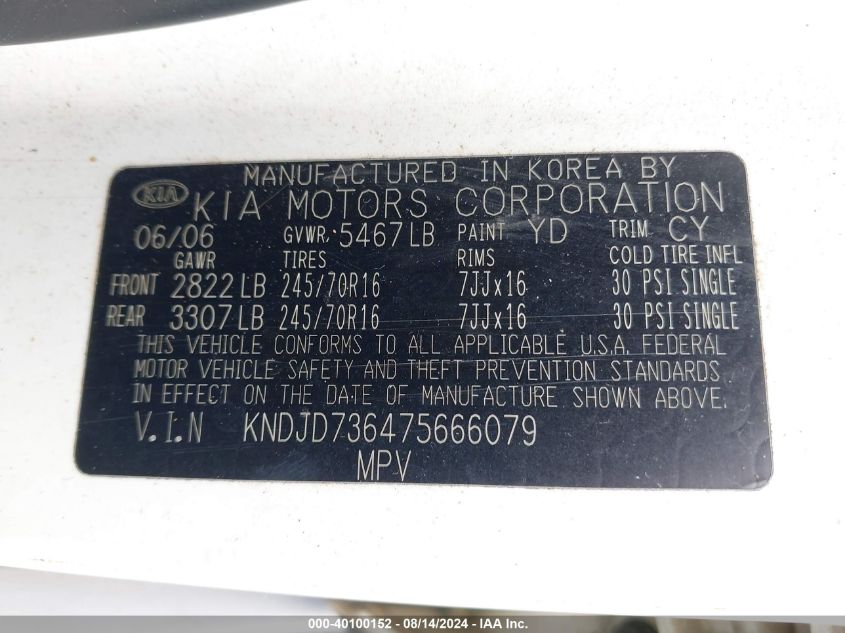 MANUFACTURED IN KOREA BY
KIA KIA MOTORS CORPORATION
06/06 GVWR. 5467LB PAINT YD TRIM CY
GAWR TIRES RIMS COLD TIRE INFL
FRONT 2822LB 245/70R16 7JJx16 30 PSI SINGLE
REAR 3307LB 245/70R16 7JJx16 30 PSI SINGLE
THIS VEHICLE CONFORMS TO ALL APPLICABLE U.S.A. FEDERAL
MOTOR VEHICLE SAFETY AND THEFT PREVENTION STANDARDS
IN EFFECT ON THE DATE OF MANUFACTURE SHOWN ABOVE.
V.I.N KNDJD736475666079
MPV
000-40100152 - 08/14/2024 - IAA Inc.